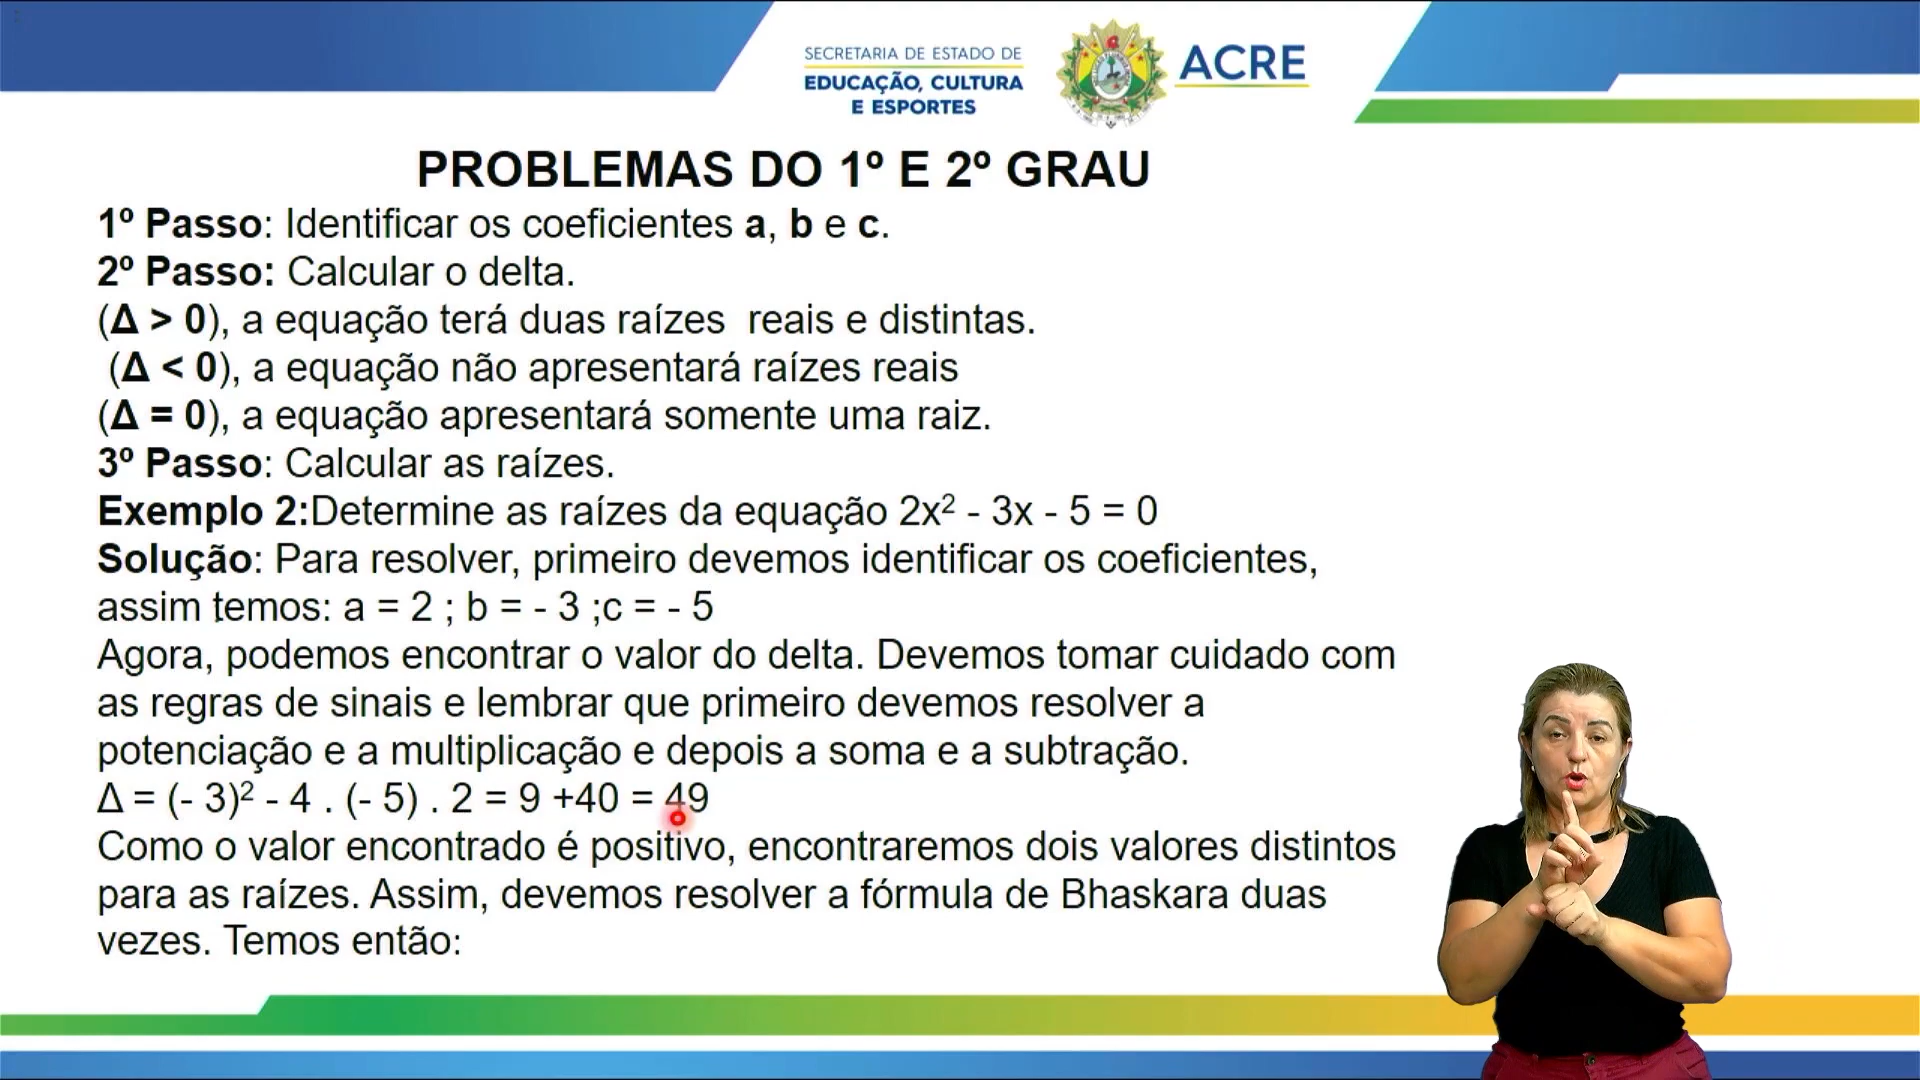 SECRETARIA DE ESTADO DE
EDUCAÇÃO, CULTURA
E ESPORTES
ACRE
PROBLEMAS DO 1º E 2º GRAU
1º Passo: Identificar os coeficientes a, b e c.
2º Passo: Calcular o delta.
(Δ > 0), a equação terá duas raízes  reais e distintas.
(Δ < 0), a equação não apresentará raízes reais
(Δ = 0), a equação apresentará somente uma raiz.
3º Passo: Calcular as raízes.
Exemplo 2:Determine as raízes da equação 2x² - 3x - 5 = 0
Solução: Para resolver, primeiro devemos identificar os coeficientes,
assim temos: a = 2 ; b = - 3 ;c = - 5
Agora, podemos encontrar o valor do delta. Devemos tomar cuidado com
as regras de sinais e lembrar que primeiro devemos resolver a
potenciação e a multiplicação e depois a soma e a subtração.
Δ = (- 3)² - 4 . (- 5) . 2 = 9 +40 = 49
Como o valor encontrado é positivo, encontraremos dois valores distintos
para as raízes. Assim, devemos resolver a fórmula de Bhaskara duas
vezes. Temos então: